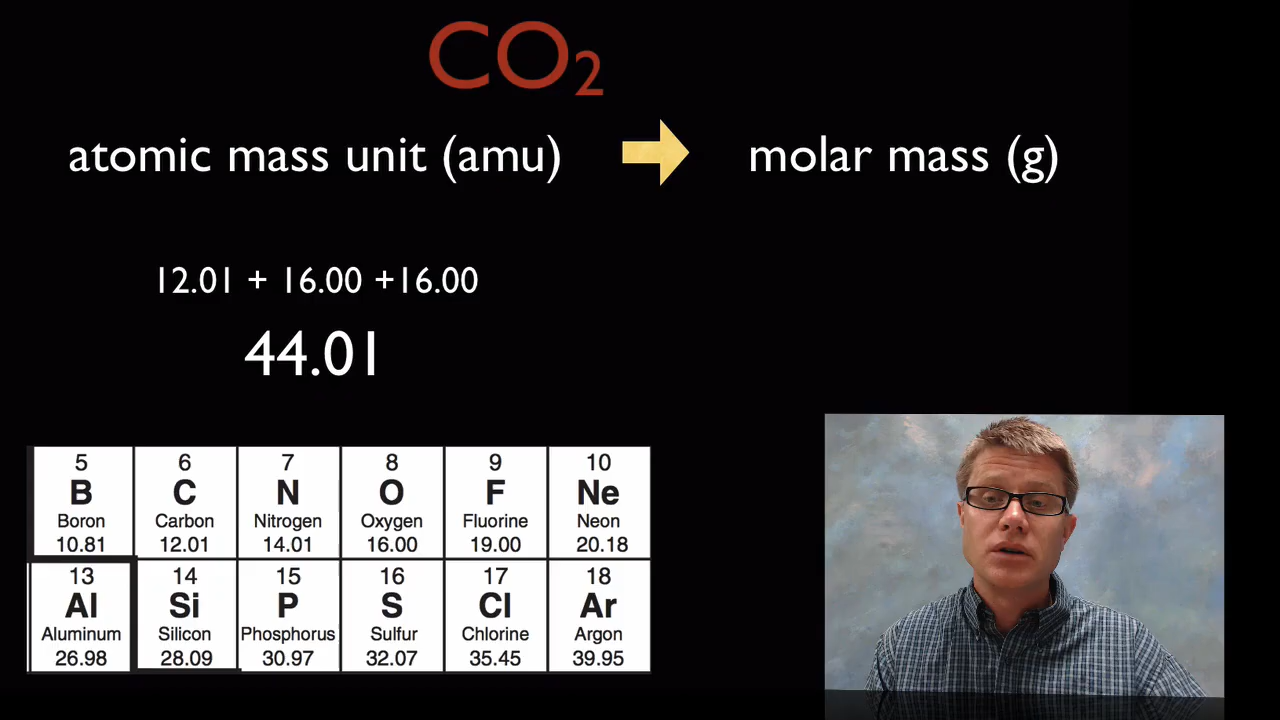 CO2
atomic mass unit (amu) molar mass (g)
12.01 + 16.00 +16.00
44.01
5 6 7 8 9 10
B C N O F Ne
Boron Carbon Nitrogen Oxygen Fluorine Neon
10.81 12.01 14.01 16.00 19.00 20.18
13 14 15 16 17 18
Al Si P S Cl Ar
Aluminum Silicon Phosphorus Sulfur Chlorine Argon
26.98 28.09 30.97 32.07 35.45 39.95